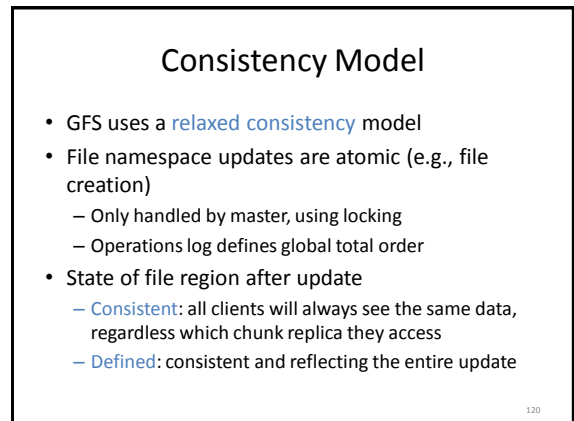 Consistency Model
• GFS uses a relaxed consistency model
• File namespace updates are atomic (e.g., file
creation)
– Only handled by master, using locking
– Operations log defines global total order
• State of file region after update
– Consistent: all clients will always see the same data,
regardless which chunk replica they access
– Defined: consistent and reflecting the entire update
120